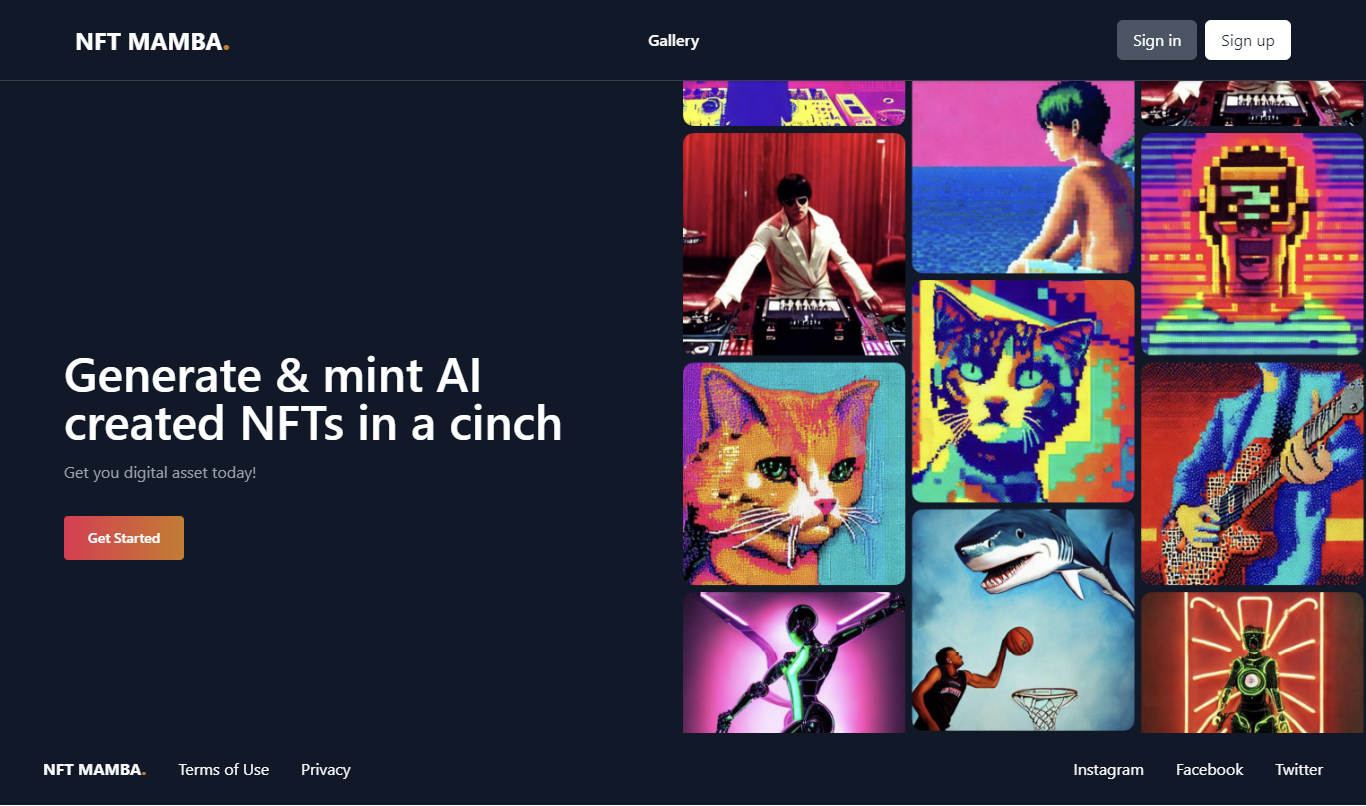 NFT MAMBA.
Gallery
Sign in
Sign up
Generate & mint AI
created NFTs in a cinch
Get you digital asset today!
Get Started
NFT MAMBA.
Terms of Use
Privacy
Instagram
Facebook
Twitter